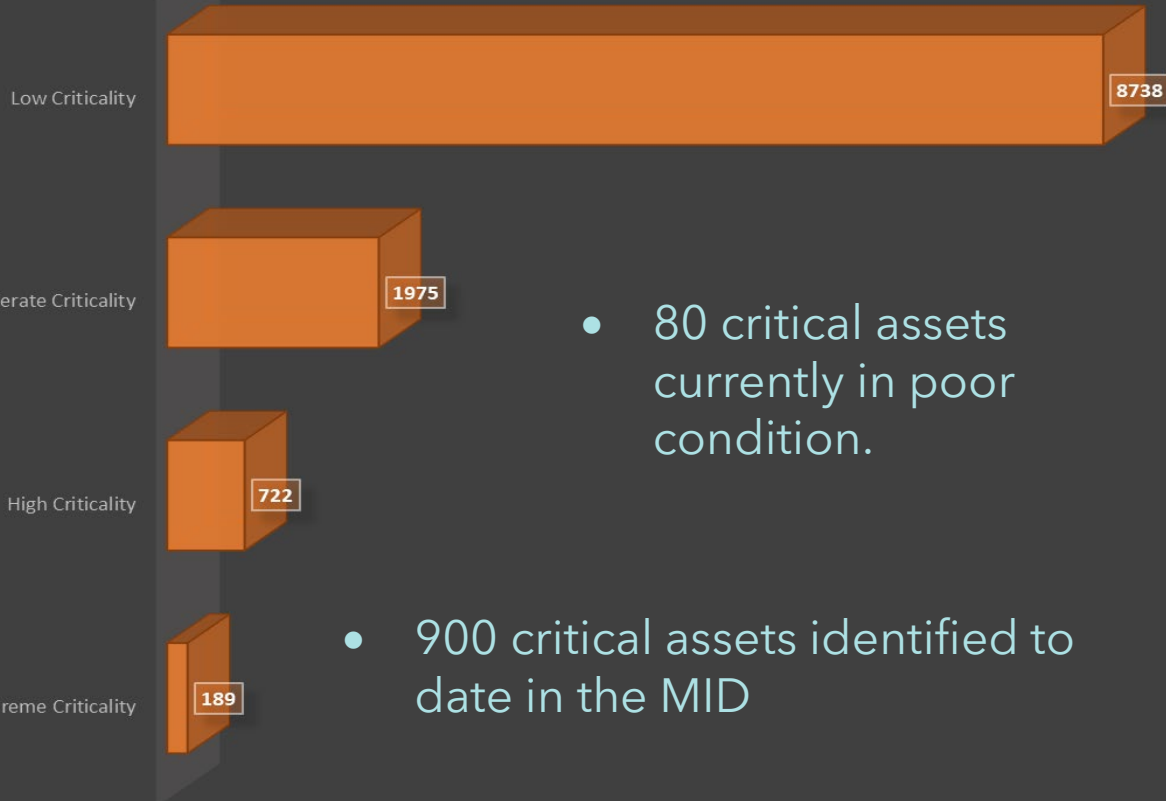 Low Criticality
8738
erate Criticality
1975
• 80 critical assets
currently in poor
condition.
High Criticality
722
• 900 critical assets identified to
date in the MID
reme Criticality
189